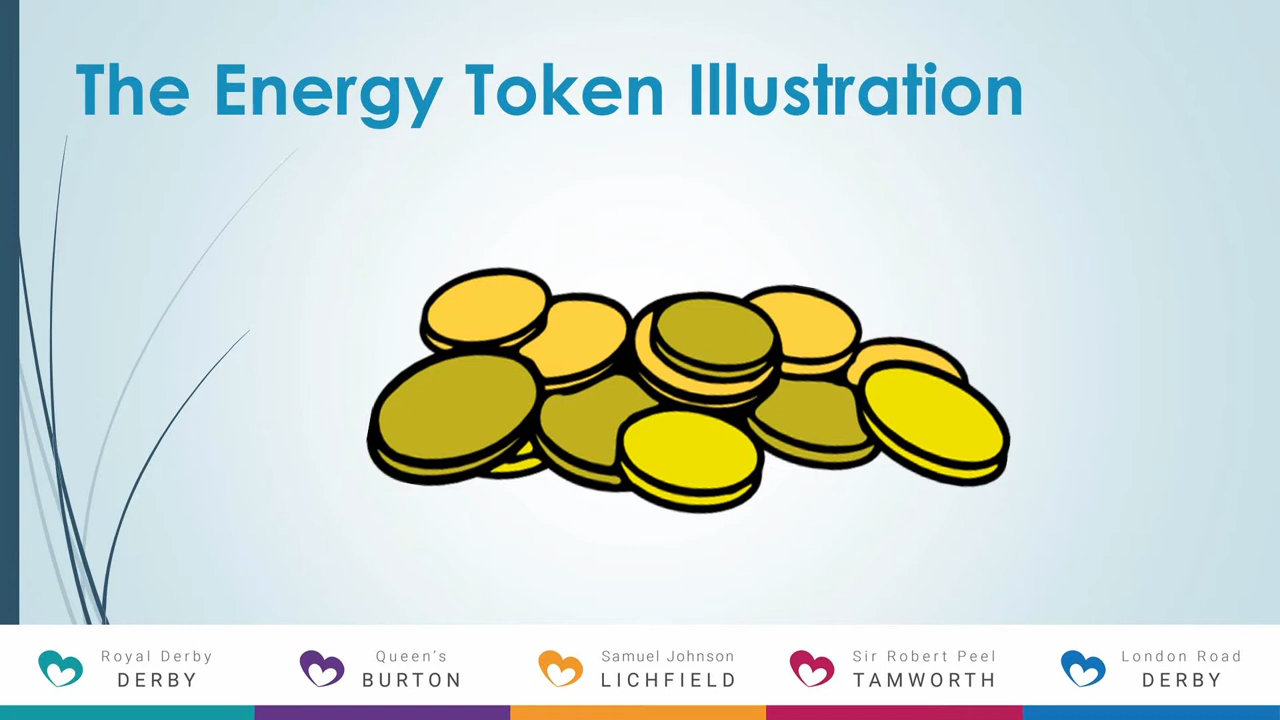 The Energy Token Illustration
Royal Derby
DERBY
Queen's
BURTON
Samuel Johnson
LICHFIELD
Sir Robert Peel
TAMWORTH
London Road
DERBY